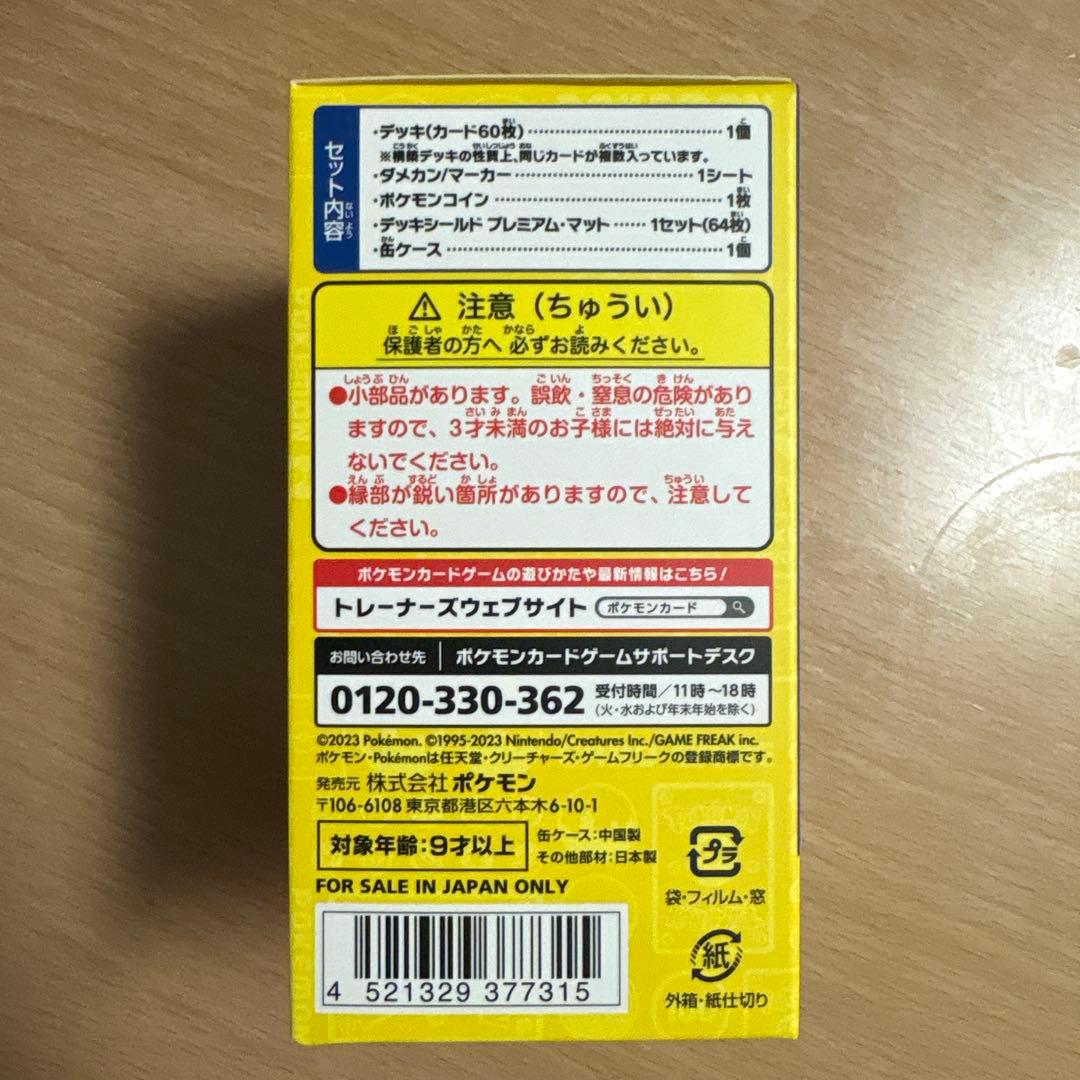 セット内容
・デッキ(カード60枚)……………………………1個
※構築デッキの性質上、同じカードが複数入っています。
・ダメカン/マーカー……………………………1シート
・ポケモンコイン……………………………1枚
・デッキシールド プレミアム・マット……1セット(64枚)
・缶ケース……………………………1個
⚠ 注意(ちゅうい)
保護者の方へ 必ずお読みください。
●小部品があります。誤飲・窒息の危険があり
ますので、3才未満のお子様には絶対に与え
ないでください。
●縁部が鋭い箇所がありますので、注意して
ください。
ポケモンカードゲームの遊びかたや最新情報はこちら!
トレーナーズウェブサイト ポケモンカード
お問い合わせ先 ポケモンカードゲームサポートデスク
0120-330-362 受付時間/11時~18時
(火・水および年末年始を除く)
©2023 Pokémon. ©1995-2023 Nintendo/Creatures Inc./GAME FREAK inc.
ポケモン・Pokémonは任天堂・クリーチャーズ・ゲームフリークの登録商標です。
発売元 株式会社 ポケモン
〒106-6108 東京都港区六本木6-10-1
対象年齢:9才以上
缶ケース:中国製
その他部材:日本製
プラ
袋・フィルム・窓
FOR SALE IN JAPAN ONLY
4 521329 377315
紙
外箱・紙仕切り